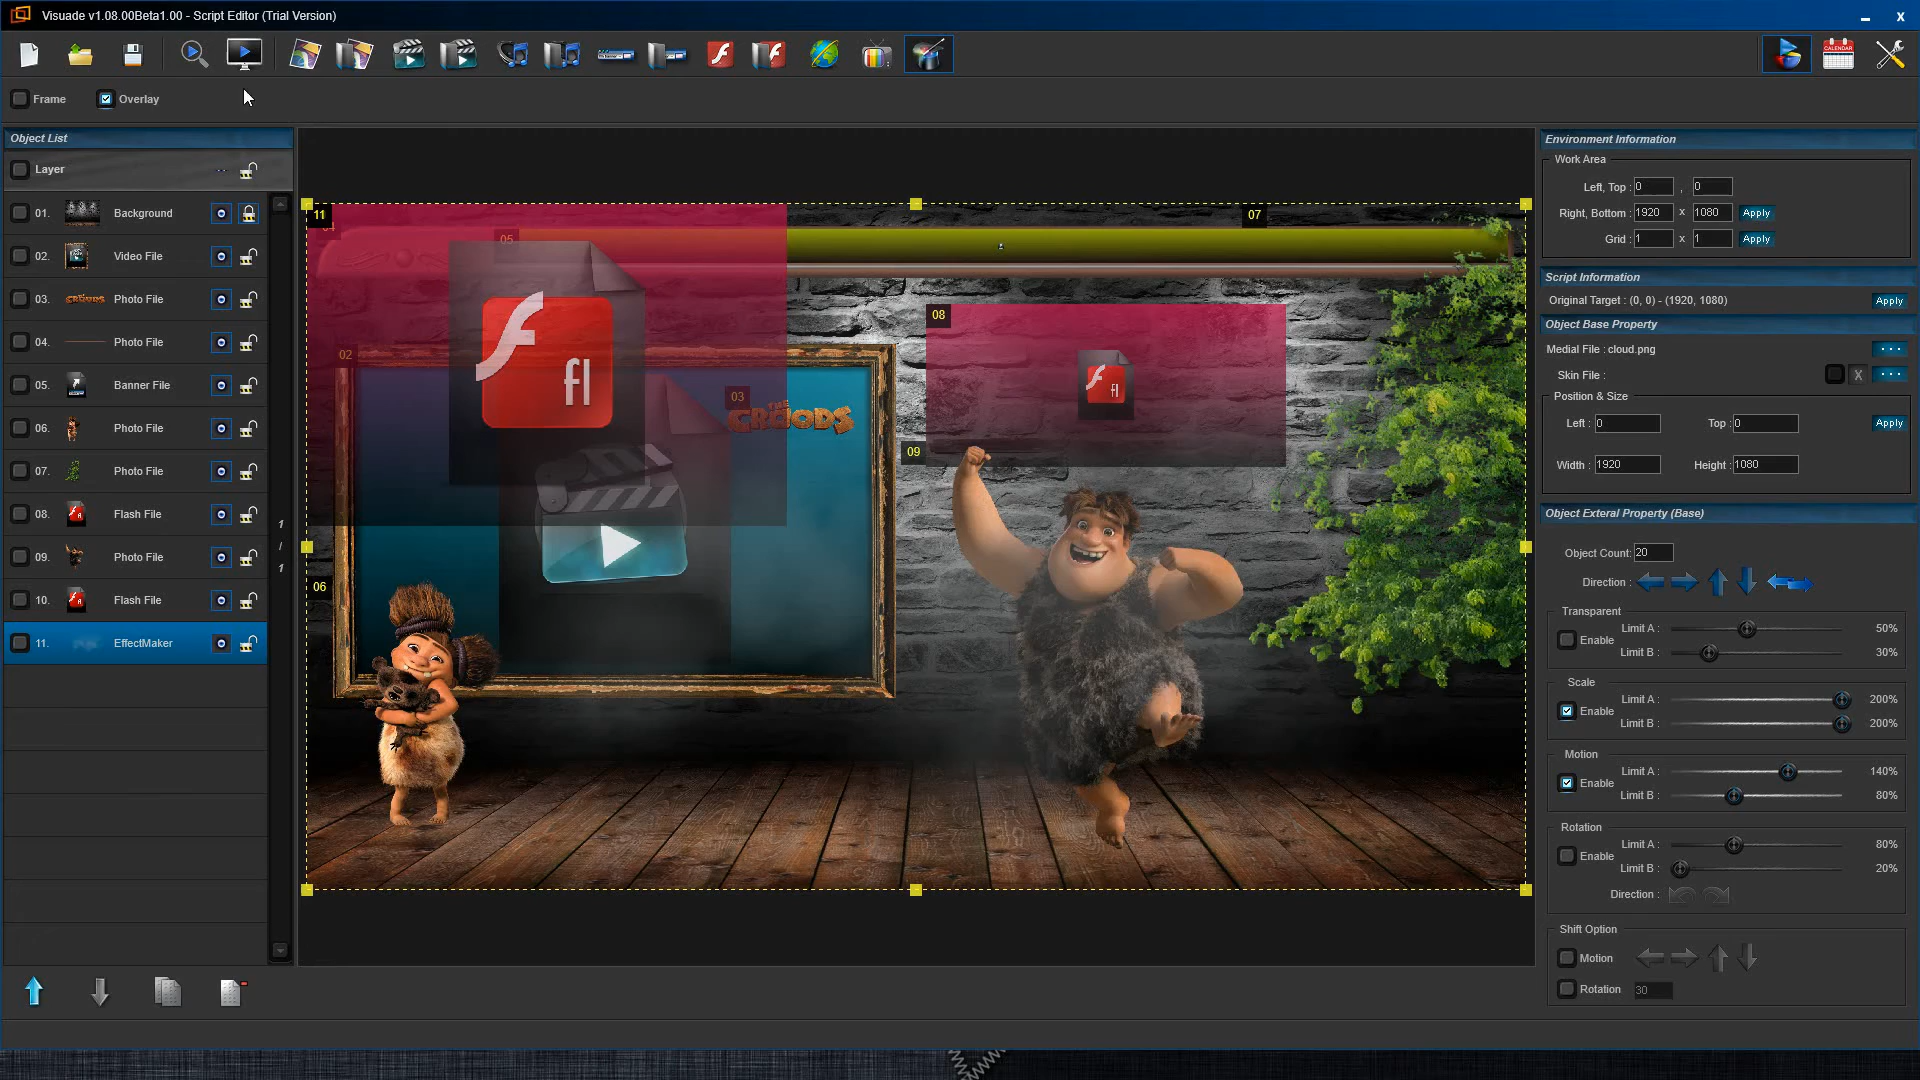 Visuade v1.08.00Beta1.00 - Script Editor (Trial Version)
X
CALENDAR
Frame
Overlay
Object List
Layer
01. Background
02. Video File
03. Photo File
04. Photo File
05. Banner File
06. Photo File
07. Photo File
08. Flash File
09. Photo File
10. Flash File
11. EffectMaker
1
/
1
11
07
05
08
02
03
THE
CROODS
09
06
fl
fl
Environment Information
Work Area
Left, Top : 0 , 0
Right, Bottom : 1920 x 1080 Apply
Grid : 1 x 1 Apply
Script Information
Original Target : (0, 0) - (1920, 1080) Apply
Object Base Property
Medial File : cloud.png
Skin File : X
Position & Size
Left : 0 Top : 0 Apply
Width : 1920 Height : 1080
Object Exteral Property (Base)
Object Count: 20
Direction :
Transparent
Enable
Limit A : 50%
Limit B : 30%
Scale
Enable
Limit A : 200%
Limit B : 200%
Motion
Enable
Limit A : 140%
Limit B : 80%
Rotation
Enable
Limit A : 80%
Limit B : 20%
Direction :
Shift Option
Motion
Rotation 30